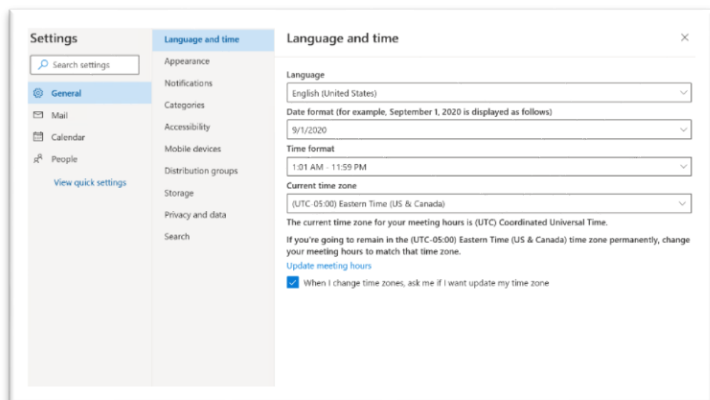 Settings
Search settings
General
Mail
Calendar
People
View quick settings
Language and time
Appearance
Notifications
Categories
Accessibility
Mobile devices
Distribution groups
Storage
Privacy and data
Search
Language and time
Language
English (United States)
Date format (for example, September 1, 2020 is displayed as follows)
9/1/2020
Time format
1:01 AM - 11:59 PM
Current time zone
(UTC-05:00) Eastern Time (US & Canada)
The current time zone for your meeting hours is (UTC) Coordinated Universal Time.
If you're going to remain in the (UTC-05:00) Eastern Time (US & Canada) time zone permanently, change
your meeting hours to match that time zone.
Update meeting hours
When I change time zones, ask me if I want update my time zone